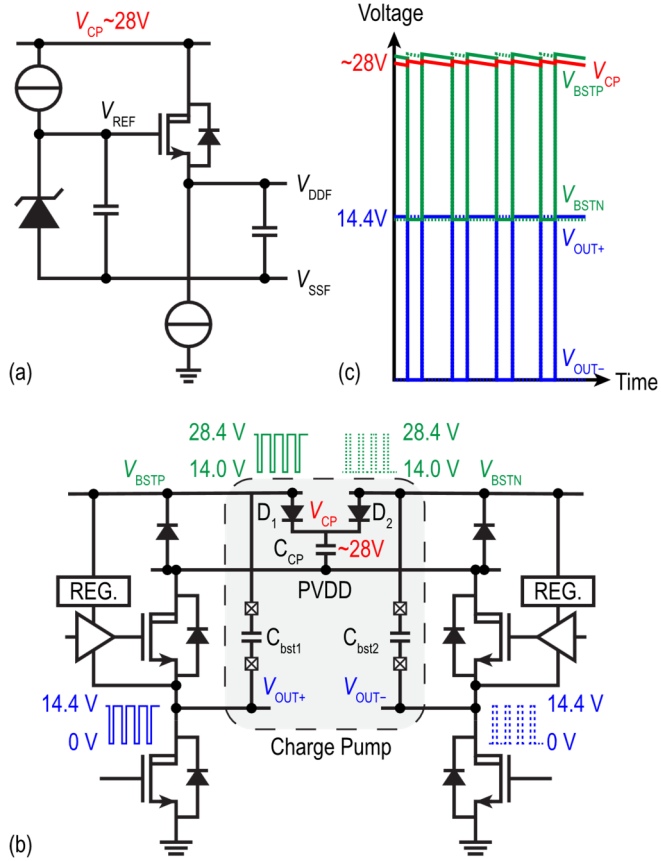 V_CP~28V
V_REF
V_DDF
V_SSF
(a)
Voltage
~28V
V_CP
V_BSTP
14.4V
V_BSTN
V_OUT+
V_OUT−
Time
(c)
28.4 V
28.4 V
V_BSTP
14.0 V
14.0 V
V_BSTN
D1
V_CP
D2
C_CP
~28V
REG.
PVDD
REG.
C_bst1
C_bst2
14.4 V
V_OUT+
V_OUT−
14.4 V
0 V
0 V
Charge Pump
(b)